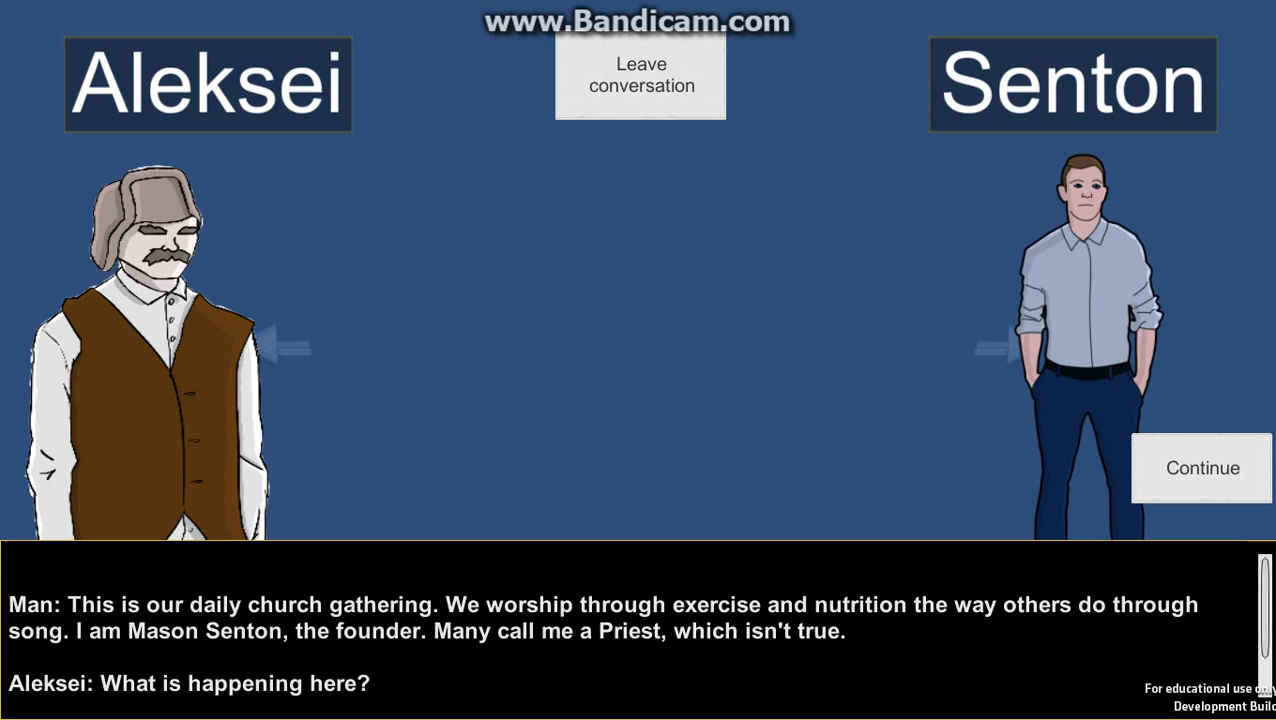 www.Bandicam.com
Aleksei
Leave
conversation
Senton
Continue
Man: This is our daily church gathering. We worship through exercise and nutrition the way others do through
song. I am Mason Senton, the founder. Many call me a Priest, which isn't true.
Aleksei: What is happening here?
For educational use only
Development Build